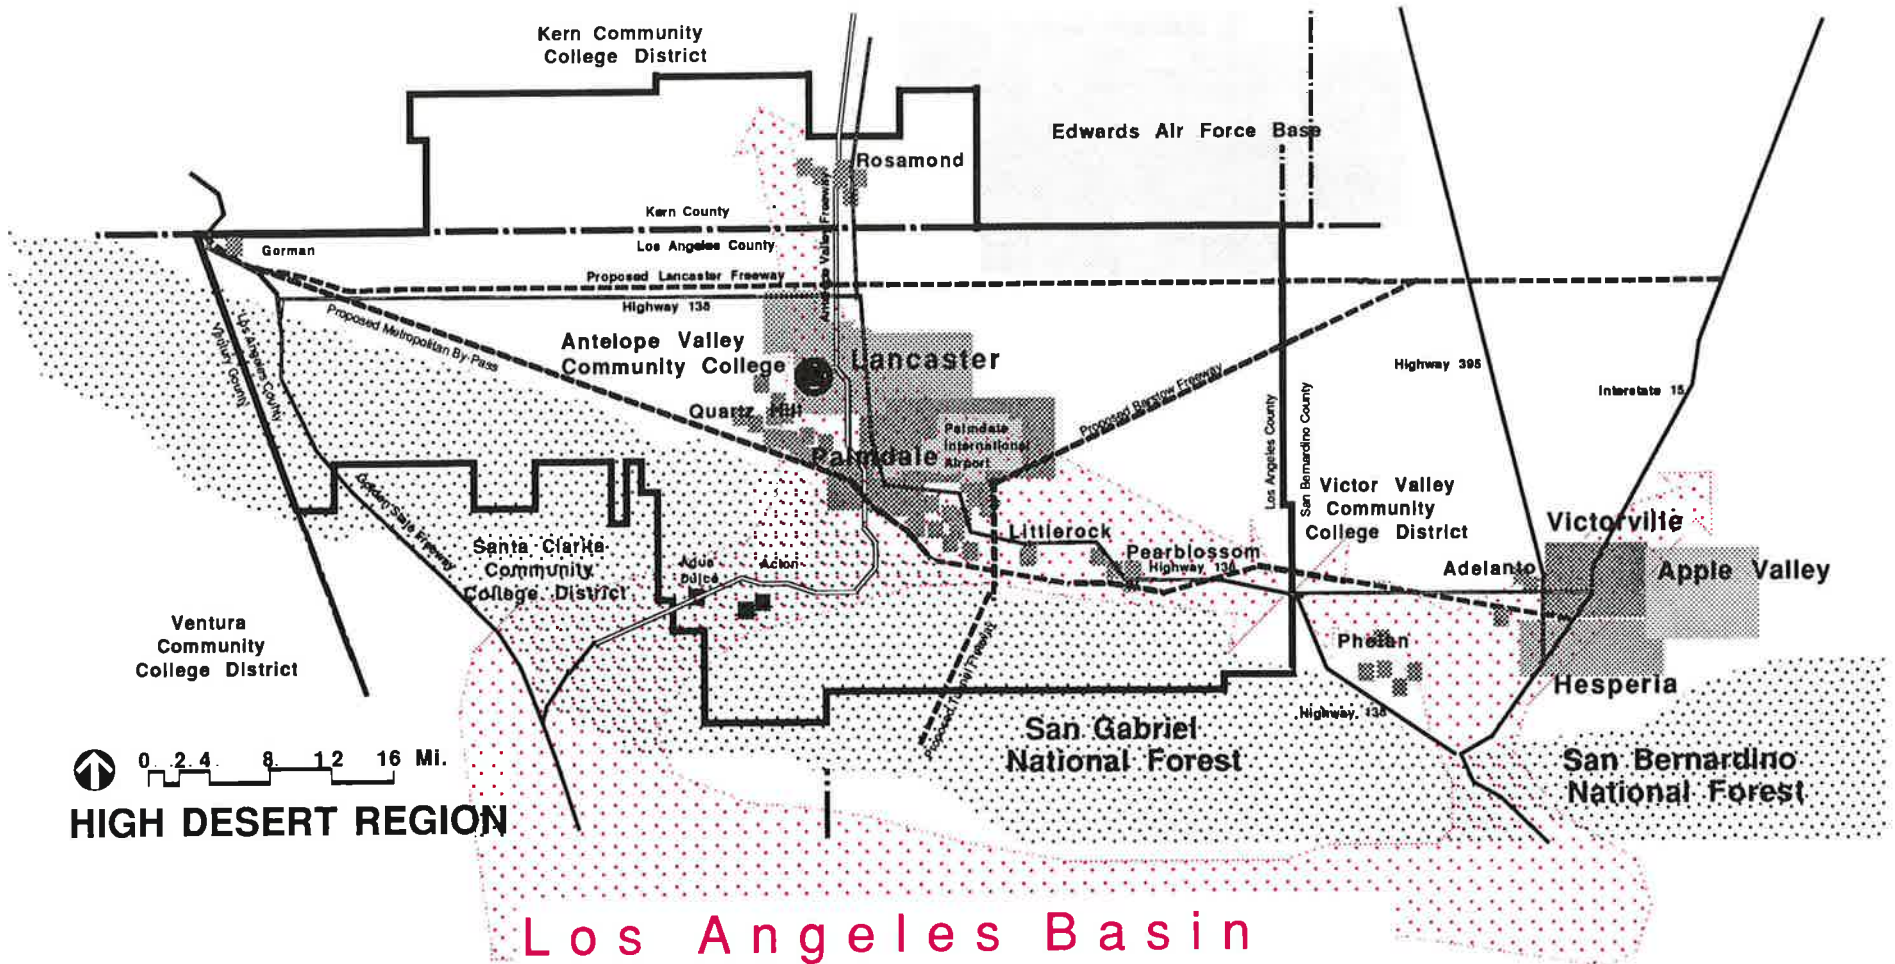 Kern Community
College District
Edwards Air Force Base
Rosamond
Antelope Valley Freeway
Kern County
Los Angeles County
Gorman
Proposed Lancaster Freeway
Highway 138
Proposed Metropolitan By-Pass
Los Angeles County
Ventura County
Antelope Valley
Community College
Lancaster
Quartz Hill
Palmdale
International
Airport
Palmdale
Proposed Barstow Freeway
Los Angeles County
San Bernardino County
Highway 395
Interstate 15
Golden State Freeway
Santa Clarita
Community
College District
Agua
Dulce
Acton
Littlerock
Pearblossom
Highway 138
Victor Valley
Community
College District
Victorville
Adelanto
Apple Valley
Phelan
Hesperia
Highway 138
Ventura
Community
College District
Proposed Tunnel Freeway
San Gabriel
National Forest
San Bernardino
National Forest
0 2 4 8 12 16 Mi.
HIGH DESERT REGION
Los Angeles Basin